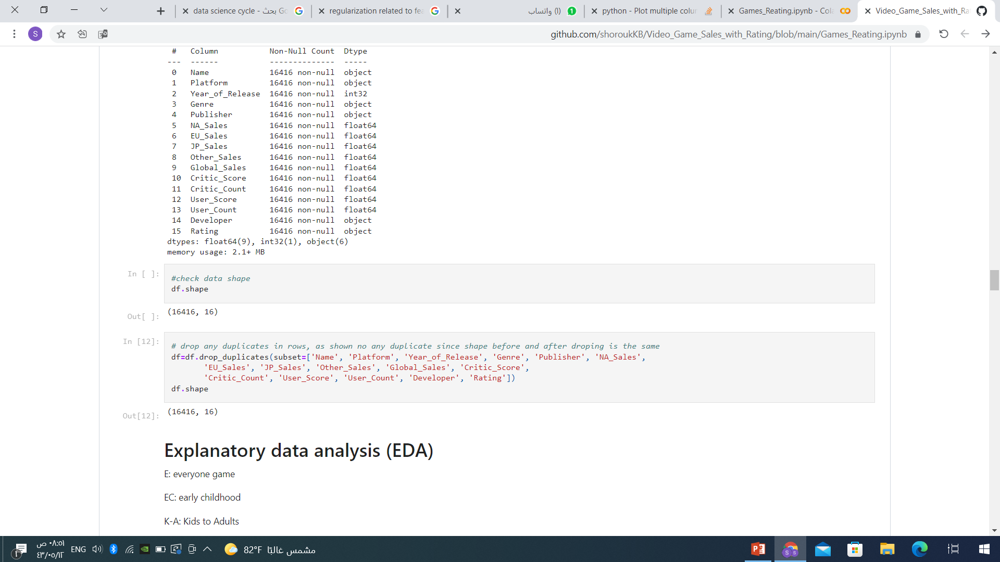 data science cycle - بحث Go
regularization related to fea
(١) واتساب
python - Plot multiple colur
Games_Reating.ipynb - Cola
Video_Game_Sales_with_Ra
S
github.com/shoroukKB/Video_Game_Sales_with_Rating/blob/main/Games_Reating.ipynb
# Column Non-Null Count Dtype
--- ------ -------------- -----
0 Name 16416 non-null object
1 Platform 16416 non-null object
2 Year_of_Release 16416 non-null int32
3 Genre 16416 non-null object
4 Publisher 16416 non-null object
5 NA_Sales 16416 non-null float64
6 EU_Sales 16416 non-null float64
7 JP_Sales 16416 non-null float64
8 Other_Sales 16416 non-null float64
9 Global_Sales 16416 non-null float64
10 Critic_Score 16416 non-null float64
11 Critic_Count 16416 non-null float64
12 User_Score 16416 non-null float64
13 User_Count 16416 non-null float64
14 Developer 16416 non-null object
15 Rating 16416 non-null object
dtypes: float64(9), int32(1), object(6)
memory usage: 2.1+ MB
In [ ]:
#check data shape
df.shape
Out[ ]:
(16416, 16)
In [12]:
# drop any duplicates in rows, as shown no any duplicate since shape before and after droping is the same
df=df.drop_duplicates(subset=['Name', 'Platform', 'Year_of_Release', 'Genre', 'Publisher', 'NA_Sales',
'EU_Sales', 'JP_Sales', 'Other_Sales', 'Global_Sales', 'Critic_Score',
'Critic_Count', 'User_Score', 'User_Count', 'Developer', 'Rating'])
df.shape
Out[12]:
(16416, 16)
Explanatory data analysis (EDA)
E: everyone game
EC: early childhood
K-A: Kids to Adults
٠٨:٥١ ص
٤٣/٠٥/١٢
ENG
82°F مشمس غالبًا